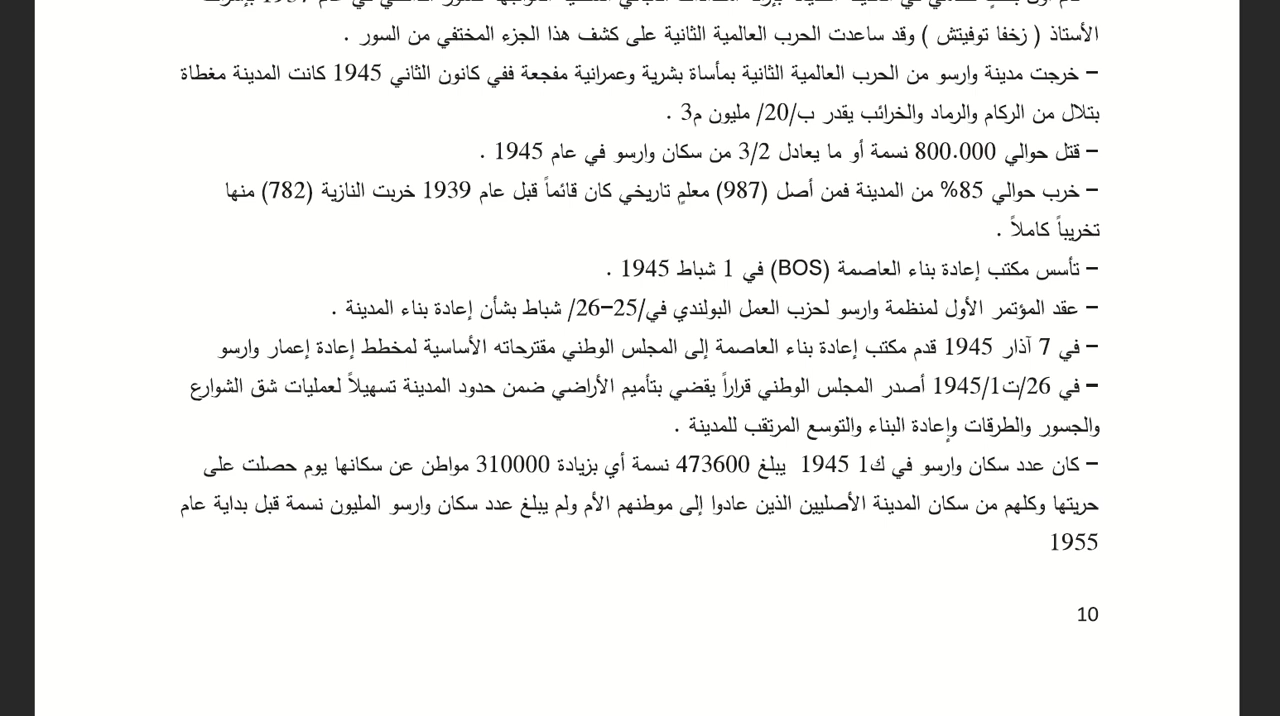 الأستاذ ( زخفا توفيتش ) وقد ساعدت الحرب العالمية الثانية على كشف هذا الجزء المختفي من السور .
– خرجت مدينة وارسو من الحرب العالمية الثانية بمأساة بشرية وعمرانية مفجعة ففي كانون الثاني 1945 كانت المدينة مغطاة
بتلال من الركام والرماد والخرائب يقدر ب/20/ مليون م3 .
– قتل حوالي 800.000 نسمة أو ما يعادل 3/2 من سكان وارسو في عام 1945 .
– خرب حوالي 85% من المدينة فمن أصل (987) معلمٍ تاريخي كان قائماً قبل عام 1939 خربت النازية (782) منها
تخريباً كاملاً .
– تأسس مكتب إعادة بناء العاصمة (BOS) في 1 شباط 1945 .
– عقد المؤتمر الأول لمنظمة وارسو لحزب العمل البولندي في/25–26/ شباط بشأن إعادة بناء المدينة .
– في 7 آذار 1945 قدم مكتب إعادة بناء العاصمة إلى المجلس الوطني مقترحاته الأساسية لمخطط إعادة إعمار وارسو
– في 26/ت1945/1 أصدر المجلس الوطني قراراً يقضي بتأميم الأراضي ضمن حدود المدينة تسهيلاً لعمليات شق الشوارع
والجسور والطرقات وإعادة البناء والتوسع المرتقب للمدينة .
– كان عدد سكان وارسو في ك1 1945 يبلغ 473600 نسمة أي بزيادة 310000 مواطن عن سكانها يوم حصلت على
حريتها وكلهم من سكان المدينة الأصليين الذين عادوا إلى موطنهم الأم ولم يبلغ عدد سكان وارسو المليون نسمة قبل بداية عام
1955
10